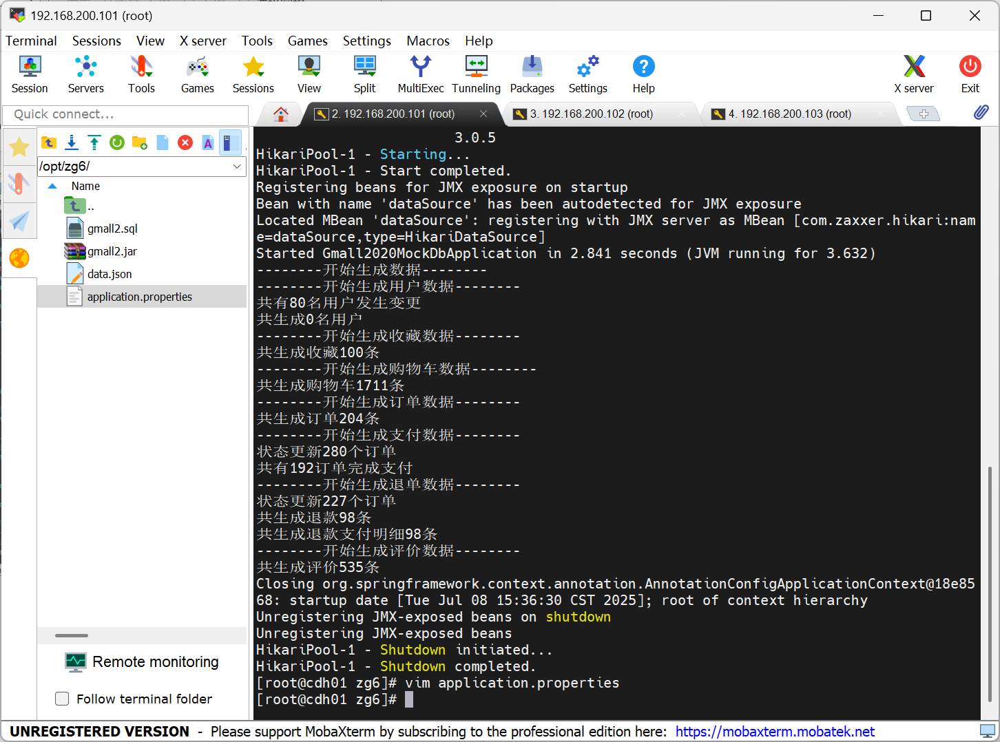 192.168.200.101 (root)
Terminal Sessions View X server Tools Games Settings Macros Help
Session Servers Tools Games Sessions View Split MultiExec Tunneling Packages Settings Help X server Exit
Quick connect...
2. 192.168.200.101 (root)
3. 192.168.200.102 (root)
4. 192.168.200.103 (root)
/opt/zg6/
Name
..
gmall2.sql
gmall2.jar
data.json
application.properties
Remote monitoring
Follow terminal folder
3.0.5
HikariPool-1 - Starting...
HikariPool-1 - Start completed.
Registering beans for JMX exposure on startup
Bean with name 'dataSource' has been autodetected for JMX exposure
Located MBean 'dataSource': registering with JMX server as MBean [com.zaxxer.hikari:nam
e=dataSource,type=HikariDataSource]
Started Gmall2020MockDbApplication in 2.841 seconds (JVM running for 3.632)
--------开始生成数据--------
--------开始生成用户数据--------
共有80名用户发生变更
共生成0名用户
--------开始生成收藏数据--------
共生成收藏100条
--------开始生成购物车数据--------
共生成购物车1711条
--------开始生成订单数据--------
共生成订单204条
--------开始生成支付数据--------
状态更新280个订单
共有192订单完成支付
--------开始生成退单数据--------
状态更新227个订单
共生成退款98条
共生成退款支付明细98条
--------开始生成评价数据--------
共生成评价535条
Closing org.springframework.context.annotation.AnnotationConfigApplicationContext@18e85
68: startup date [Tue Jul 08 15:36:30 CST 2025]; root of context hierarchy
Unregistering JMX-exposed beans on shutdown
Unregistering JMX-exposed beans
HikariPool-1 - Shutdown initiated...
HikariPool-1 - Shutdown completed.
[root@cdh01 zg6]# vim application.properties
[root@cdh01 zg6]#
UNREGISTERED VERSION - Please support MobaXterm by subscribing to the professional edition here: https://mobaxterm.mobatek.net